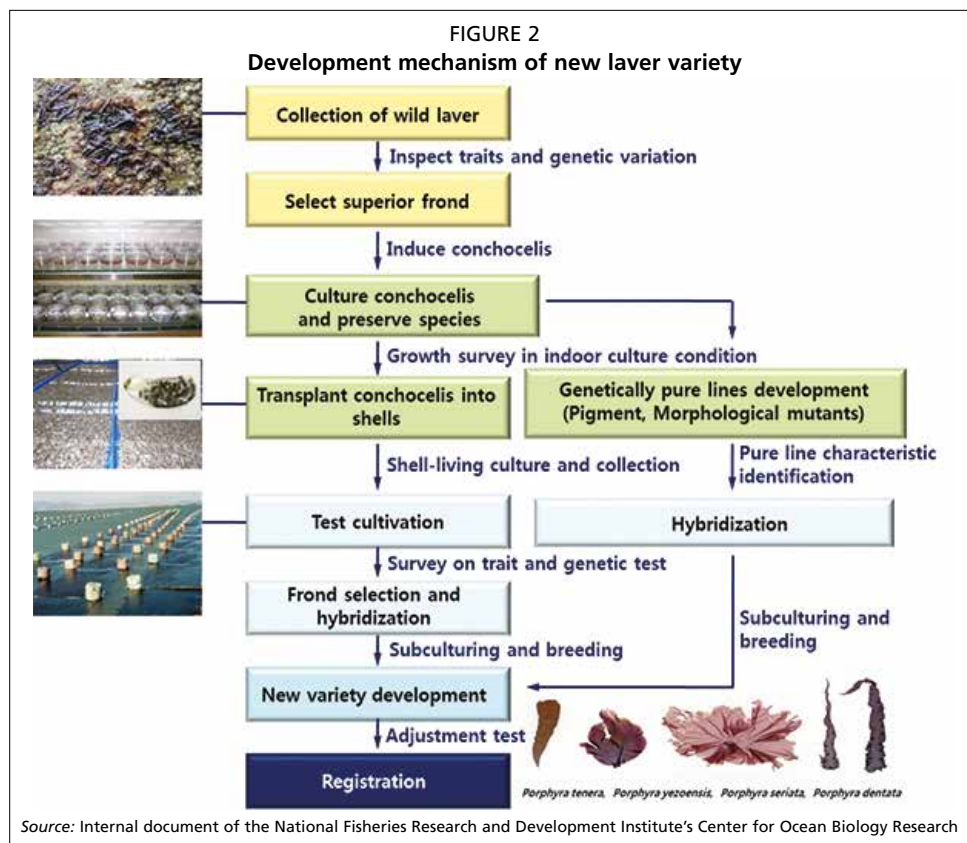 FIGURE 2
Development mechanism of new laver variety
Collection of wild laver
Inspect traits and genetic variation
Select superior frond
Induce conchocelis
Culture conchocelis
and preserve species
Growth survey in indoor culture condition
Transplant conchocelis into
shells
Genetically pure lines development
(Pigment, Morphological mutants)
Shell-living culture and collection
Pure line characteristic
identification
Test cultivation
Hybridization
Survey on trait and genetic test
Frond selection and
hybridization
Subculturing and
breeding
Subculturing and breeding
New variety development
Adjustment test
Registration
Porphyra tenera, Porphyra yezoensis, Porphyra seriata, Porphyra dentata
Source: Internal document of the National Fisheries Research and Development Institute's Center for Ocean Biology Research